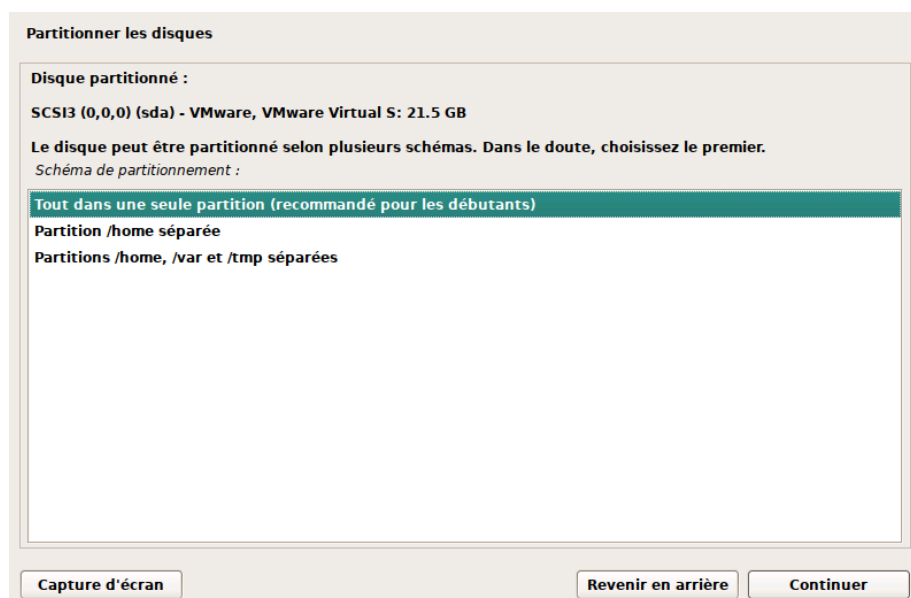 Partitionner les disques
Disque partitionné :
SCSI3 (0,0,0) (sda) - VMware, VMware Virtual S: 21.5 GB
Le disque peut être partitionné selon plusieurs schémas. Dans le doute, choisissez le premier.
Schéma de partitionnement :
Tout dans une seule partition (recommandé pour les débutants)
Partition /home séparée
Partitions /home, /var et /tmp séparées
Capture d'écran
Revenir en arrière
Continuer